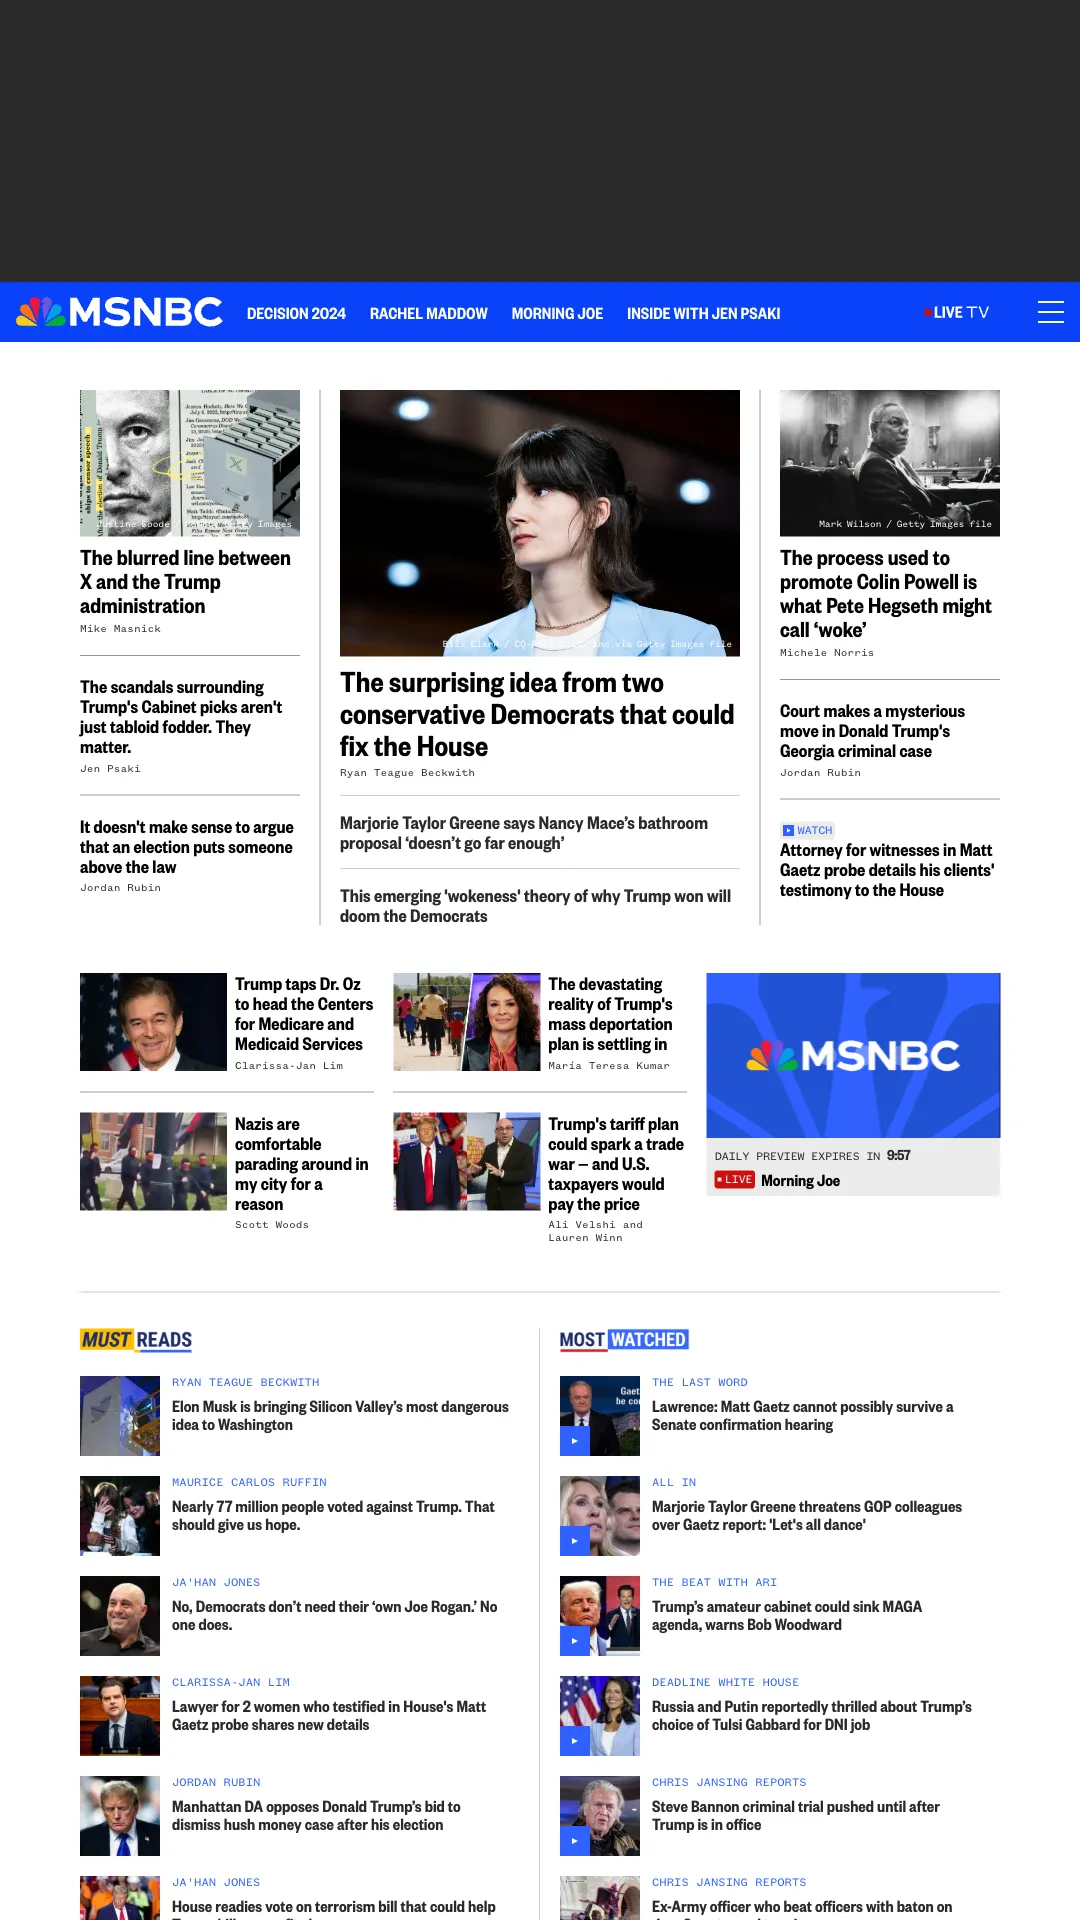 MSNBC
DECISION 2024
RACHEL MADDOW
MORNING JOE
INSIDE WITH JEN PSAKI
LIVE TV
The blurred line between
X and the Trump
administration
Mike Masnick
The scandals surrounding
Trump's Cabinet picks aren't
just tabloid fodder. They
matter.
Jen Psaki
It doesn't make sense to argue
that an election puts someone
above the law
Jordan Rubin
The surprising idea from two
conservative Democrats that could
fix the House
Ryan Teague Beckwith
Marjorie Taylor Greene says Nancy Mace’s bathroom
proposal ‘doesn’t go far enough’
This emerging 'wokeness' theory of why Trump won will
doom the Democrats
Mark Wilson / Getty Images file
The process used to
promote Colin Powell is
what Pete Hegseth might
call ‘woke’
Michele Norris
Court makes a mysterious
move in Donald Trump's
Georgia criminal case
Jordan Rubin
WATCH
Attorney for witnesses in Matt
Gaetz probe details his clients'
testimony to the House
Trump taps Dr. Oz
to head the Centers
for Medicare and
Medicaid Services
Clarissa-Jan Lim
Nazis are
comfortable
parading around in
my city for a
reason
Scott Woods
The devastating
reality of Trump's
mass deportation
plan is settling in
María Teresa Kumar
Trump's tariff plan
could spark a trade
war — and U.S.
taxpayers would
pay the price
Ali Velshi and
Lauren Winn
MSNBC
DAILY PREVIEW EXPIRES IN 9:57
LIVE Morning Joe
MUST READS
RYAN TEAGUE BECKWITH
Elon Musk is bringing Silicon Valley’s most dangerous
idea to Washington
MAURICE CARLOS RUFFIN
Nearly 77 million people voted against Trump. That
should give us hope.
JA'HAN JONES
No, Democrats don’t need their ‘own Joe Rogan.’ No
one does.
CLARISSA-JAN LIM
Lawyer for 2 women who testified in House's Matt
Gaetz probe shares new details
JORDAN RUBIN
Manhattan DA opposes Donald Trump’s bid to
dismiss hush money case after his election
JA'HAN JONES
House readies vote on terrorism bill that could help
MOST WATCHED
THE LAST WORD
Lawrence: Matt Gaetz cannot possibly survive a
Senate confirmation hearing
ALL IN
Marjorie Taylor Greene threatens GOP colleagues
over Gaetz report: 'Let's all dance'
THE BEAT WITH ARI
Trump’s amateur cabinet could sink MAGA
agenda, warns Bob Woodward
DEADLINE WHITE HOUSE
Russia and Putin reportedly thrilled about Trump’s
choice of Tulsi Gabbard for DNI job
CHRIS JANSING REPORTS
Steve Bannon criminal trial pushed until after
Trump is in office
CHRIS JANSING REPORTS
Ex-Army officer who beat officers with baton on